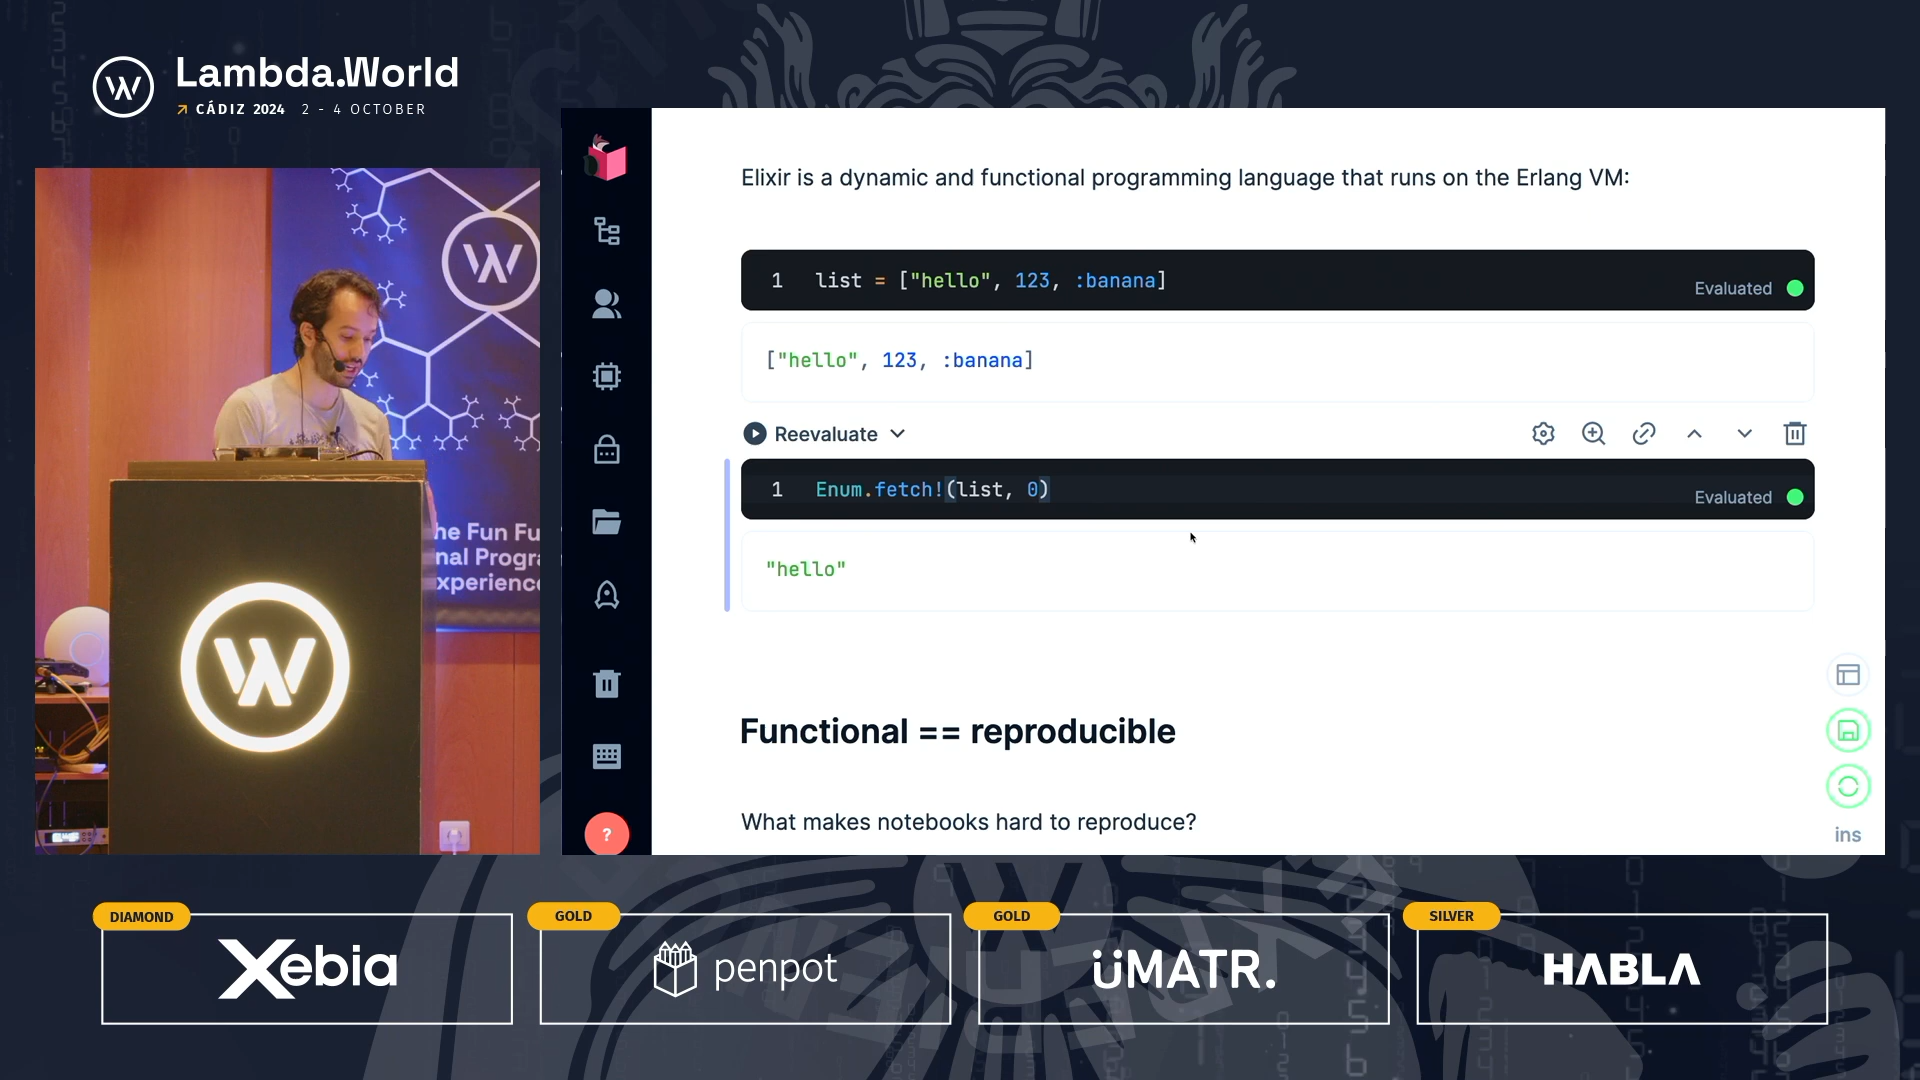 Lambda.World
CÁDIZ 2024 2 - 4 OCTOBER
he Fun Fu
nal Progra
xperience
Elixir is a dynamic and functional programming language that runs on the Erlang VM:
1 list = ["hello", 123, :banana]
Evaluated
["hello", 123, :banana]
Reevaluate
1 Enum.fetch!(list, 0)
Evaluated
"hello"
Functional == reproducible
What makes notebooks hard to reproduce?
?
ins
DIAMOND
Xebia
GOLD
penpot
GOLD
üMATR.
SILVER
HABLA